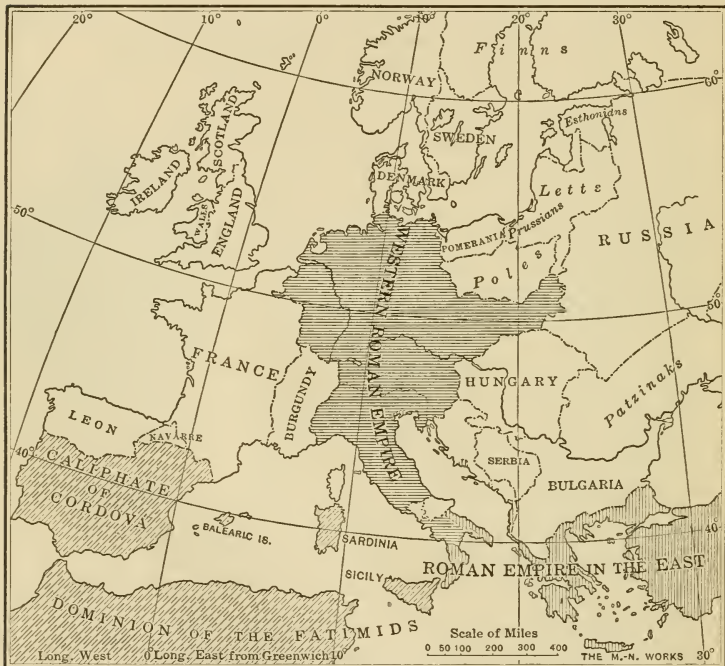 20° 10° 0° 10° 20° 30°
Finns
NORWAY
60°
Esthonidns
SWEDEN
SCOTLAND
IRELAND
DENMARK
Letts
WALES
ENGLAND
50°
POMERANIA
Prussians
RUSSIA
Poles
WESTERN ROMAN EMPIRE
50°
FRANCE
BURGUNDY
HUNGARY
Patzinaks
LEON
NAVARRE
SERBIA
40°
CALIPHATE
OF
CORDOVA
BULGARIA
BALEARIC IS.
SARDINIA
40
ROMAN EMPIRE IN THE EAST
SICILY
DOMINION OF THE FATIMIDS
Scale of Miles
0 50 100 200 300 400
Long. West 0° Long. East from Greenwich 10°
THE M.-N. WORKS
30°